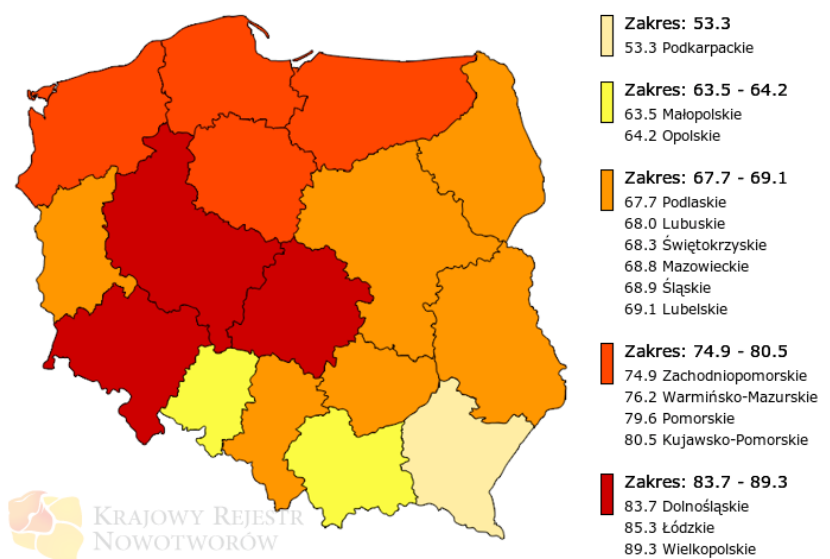 Zakres: 53.3
53.3 Podkarpackie
Zakres: 63.5 - 64.2
63.5 Małopolskie
64.2 Opolskie
Zakres: 67.7 - 69.1
67.7 Podlaskie
68.0 Lubuskie
68.3 Świętokrzyskie
68.8 Mazowieckie
68.9 Śląskie
69.1 Lubelskie
Zakres: 74.9 - 80.5
74.9 Zachodniopomorskie
76.2 Warmińsko-Mazurskie
79.6 Pomorskie
80.5 Kujawsko-Pomorskie
Zakres: 83.7 - 89.3
83.7 Dolnośląskie
85.3 Łódzkie
89.3 Wielkopolskie
Krajowy Rejestr
Nowotworów